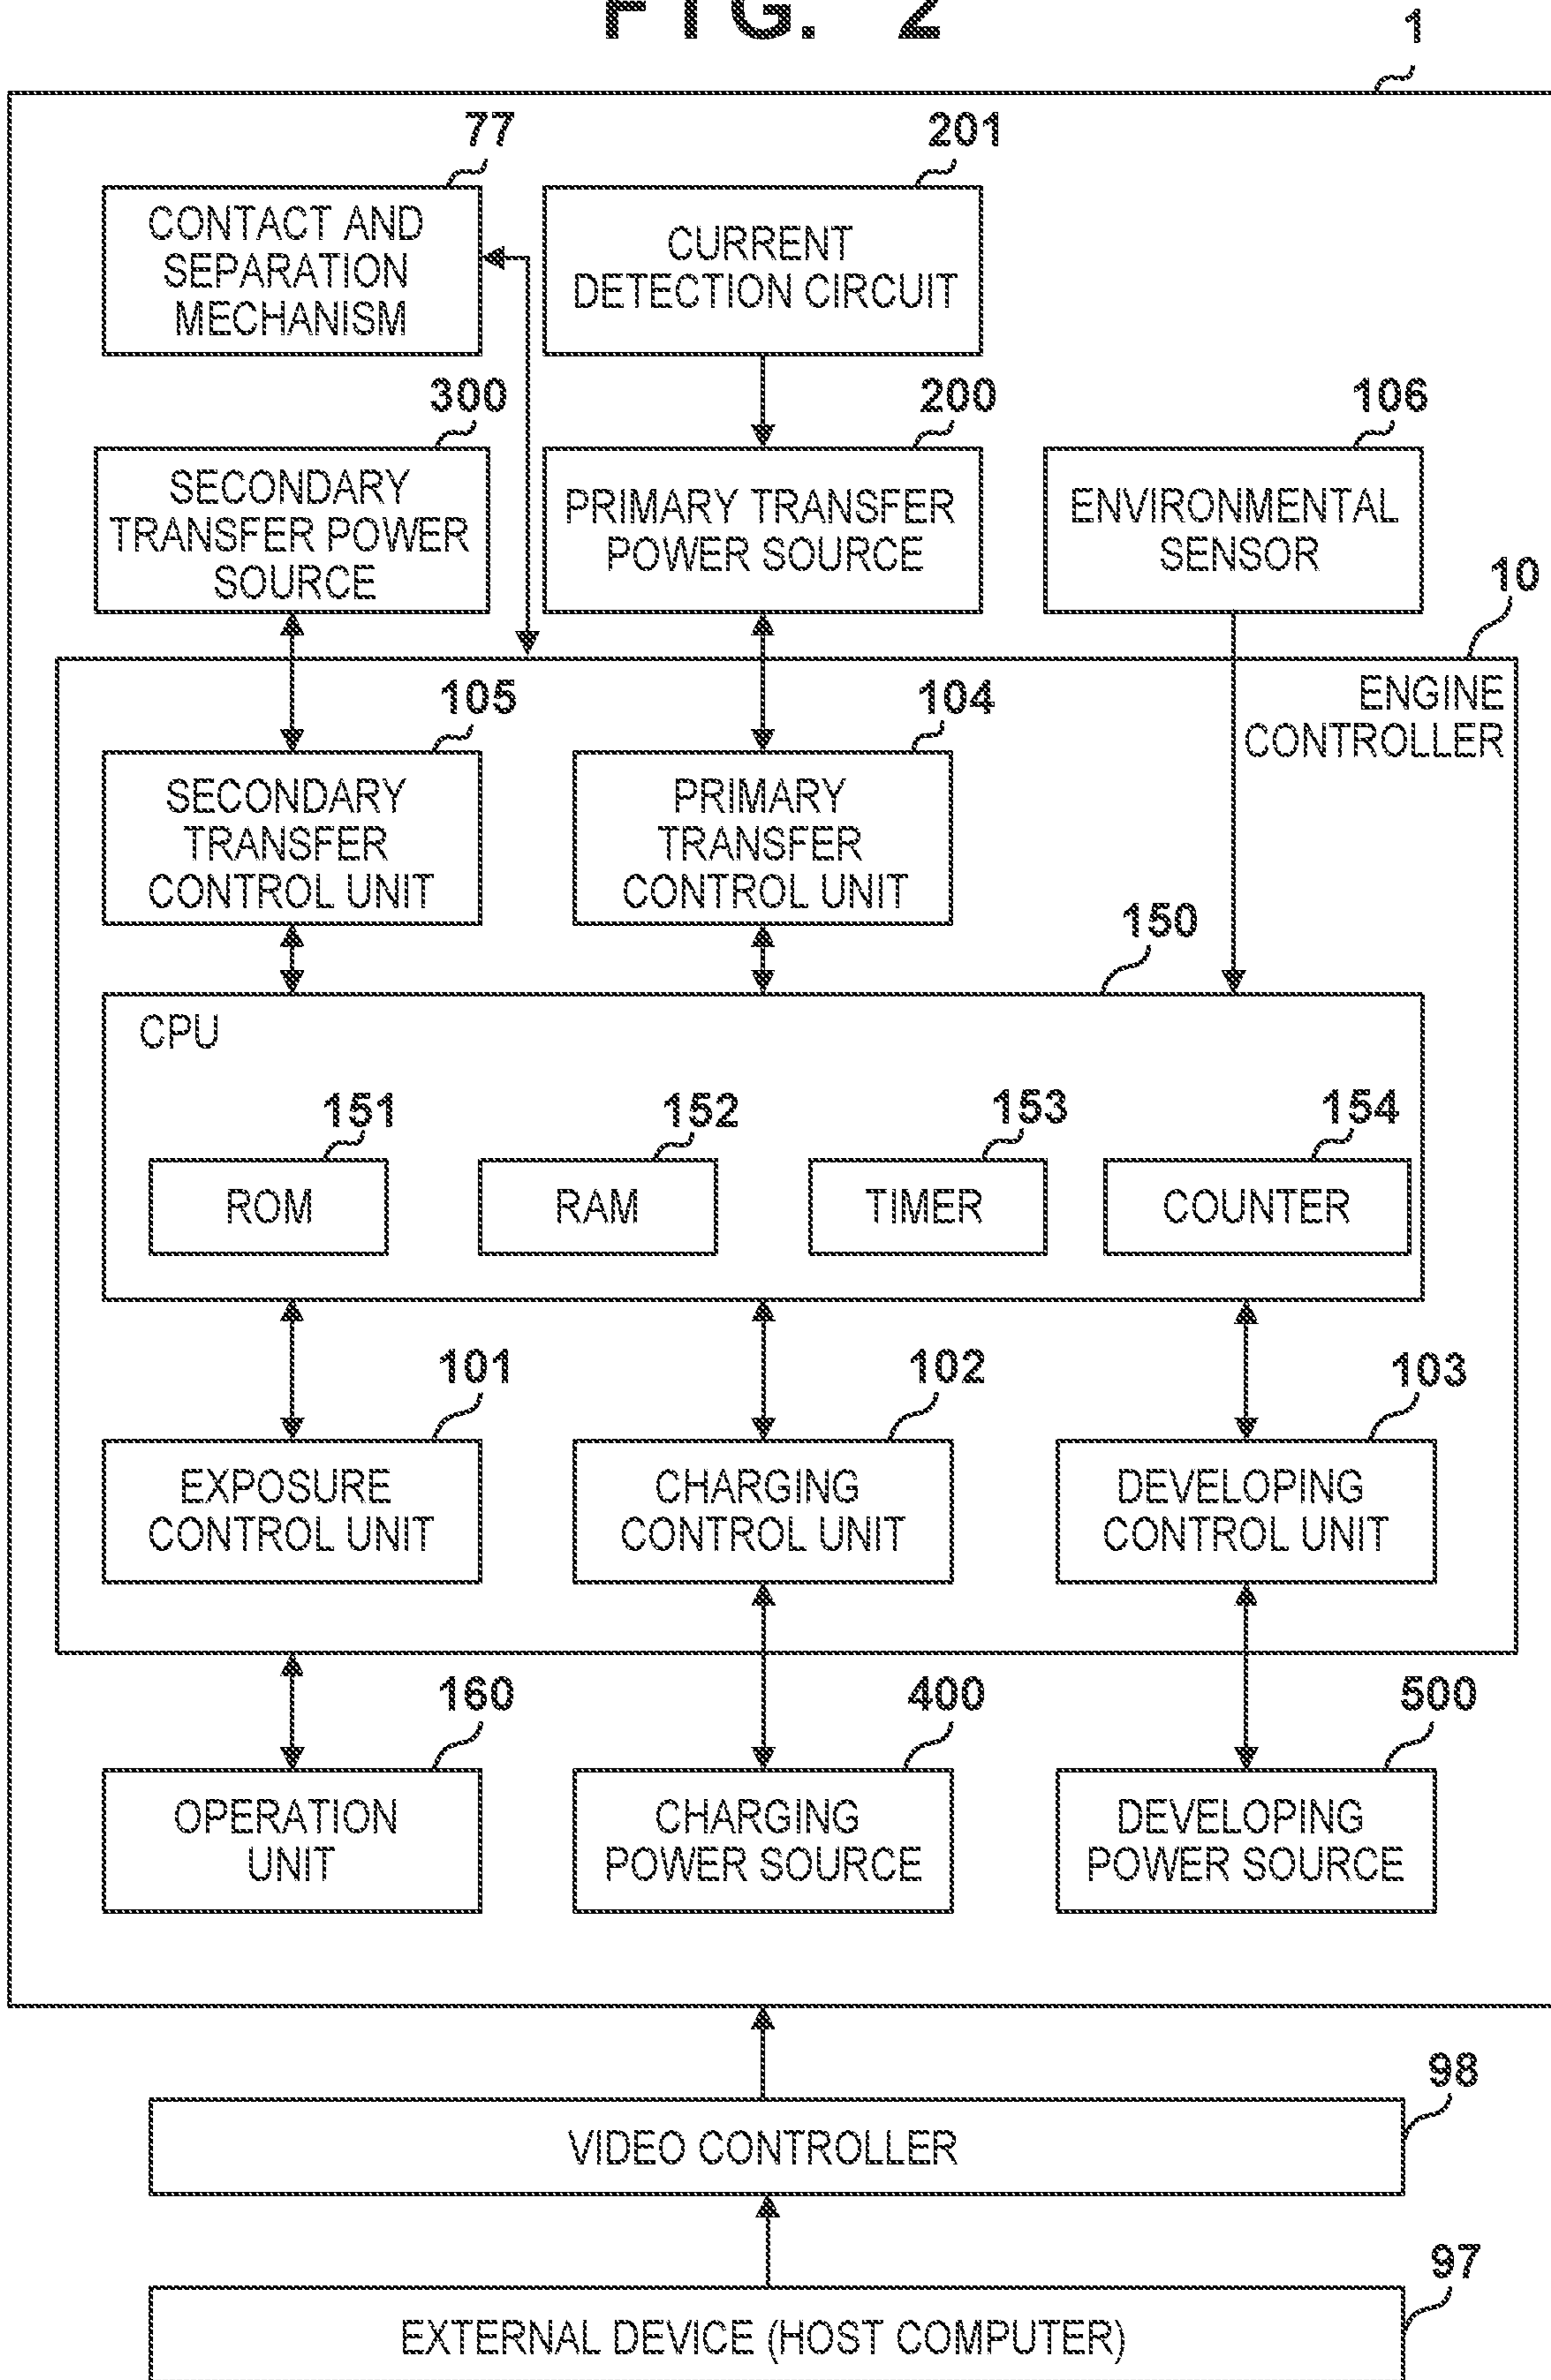 FIG. 2
1
77
201
CONTACT AND
SEPARATION
MECHANISM
CURRENT
DETECTION CIRCUIT
300
200
106
SECONDARY
TRANSFER POWER
SOURCE
PRIMARY TRANSFER
POWER SOURCE
ENVIRONMENTAL
SENSOR
10
ENGINE
CONTROLLER
105
104
SECONDARY
TRANSFER
CONTROL UNIT
PRIMARY
TRANSFER
CONTROL UNIT
150
CPU
151
152
153
154
ROM
RAM
TIMER
COUNTER
101
102
103
EXPOSURE
CONTROL UNIT
CHARGING
CONTROL UNIT
DEVELOPING
CONTROL UNIT
160
400
500
OPERATION
UNIT
CHARGING
POWER SOURCE
DEVELOPING
POWER SOURCE
98
VIDEO CONTROLLER
97
EXTERNAL DEVICE (HOST COMPUTER)